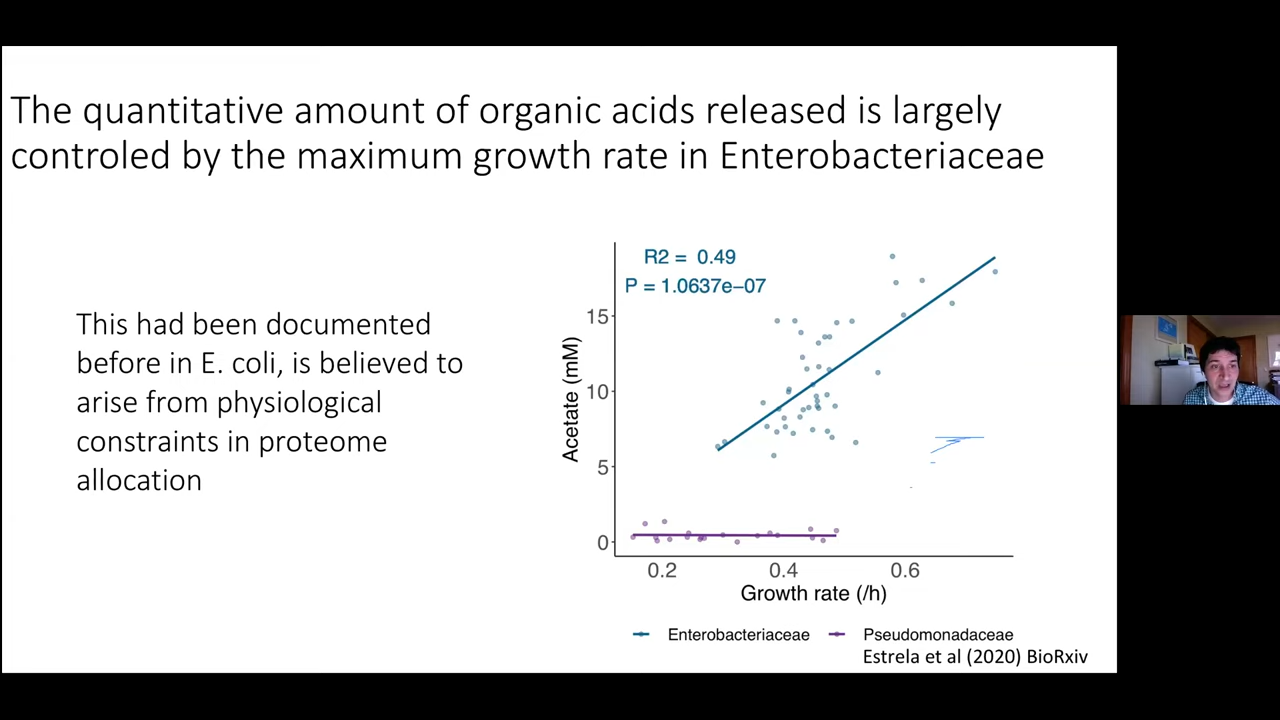 The quantitative amount of organic acids released is largely
controled by the maximum growth rate in Enterobacteriaceae
This had been documented
before in E. coli, is believed to
arise from physiological
constraints in proteome
allocation
R2 = 0.49
P = 1.0637e−07
Acetate (mM)
15
10
5
0
0.2 0.4 0.6
Growth rate (/h)
Enterobacteriaceae Pseudomonadaceae
Estrela et al (2020) BioRxiv